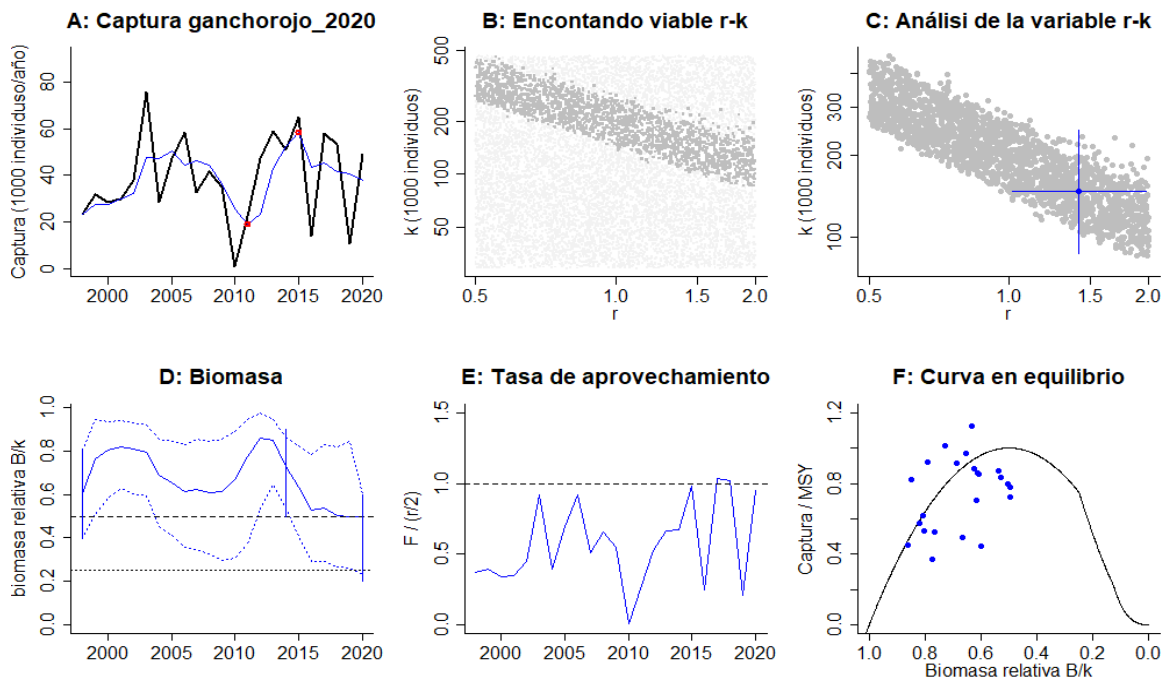 A: Captura ganchorojo_2020
Captura (1000 individuso/año)
0 20 40 60 80
2000 2005 2010 2015 2020
B: Encontando viable r-k
k (1000 individuos)
50 100 200 500
0.5 1.0 2.0
r
C: Análisi de la variable r-k
k (1000 individuos)
100 200 300
0.5 1.0 1.5 2.0
r
D: Biomasa
biomasa relativa B/k
0.0 0.2 0.4 0.6 0.8 1.0
2000 2005 2010 2015 2020
E: Tasa de aprovechamiento
F / (r/2)
0.0 0.5 1.0 1.5
2000 2005 2010 2015 2020
F: Curva en equilibrio
Captura / MSY
0.0 0.4 0.8 1.2
1.0 0.8 0.6 0.4 0.2 0.0
Biomasa relativa B/k